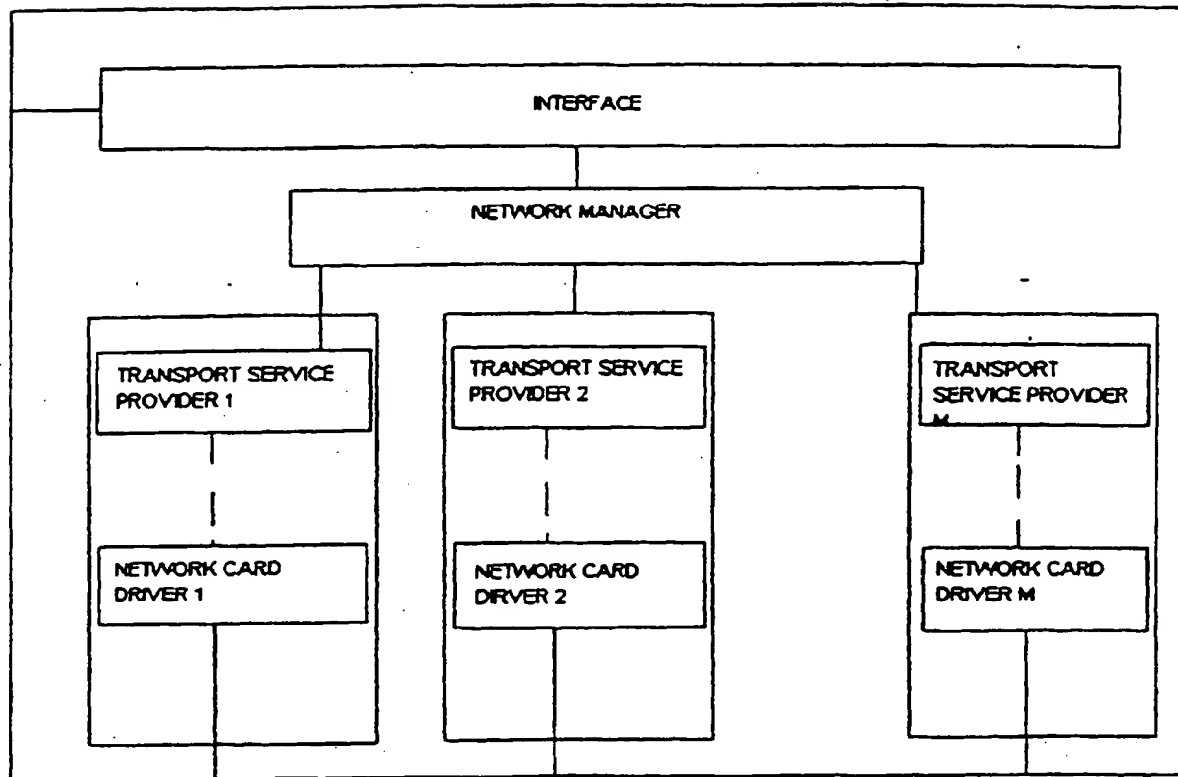 INTERFACE
NETWORK MANAGER
TRANSPORT SERVICE
PROVIDER 1
TRANSPORT SERVICE
PROVIDER 2
TRANSPORT
SERVICE PROVIDER
M
NETWORK CARD
DRIVER 1
NETWORK CARD
DIRVER 2
NETWORK CARD
DRIVER M